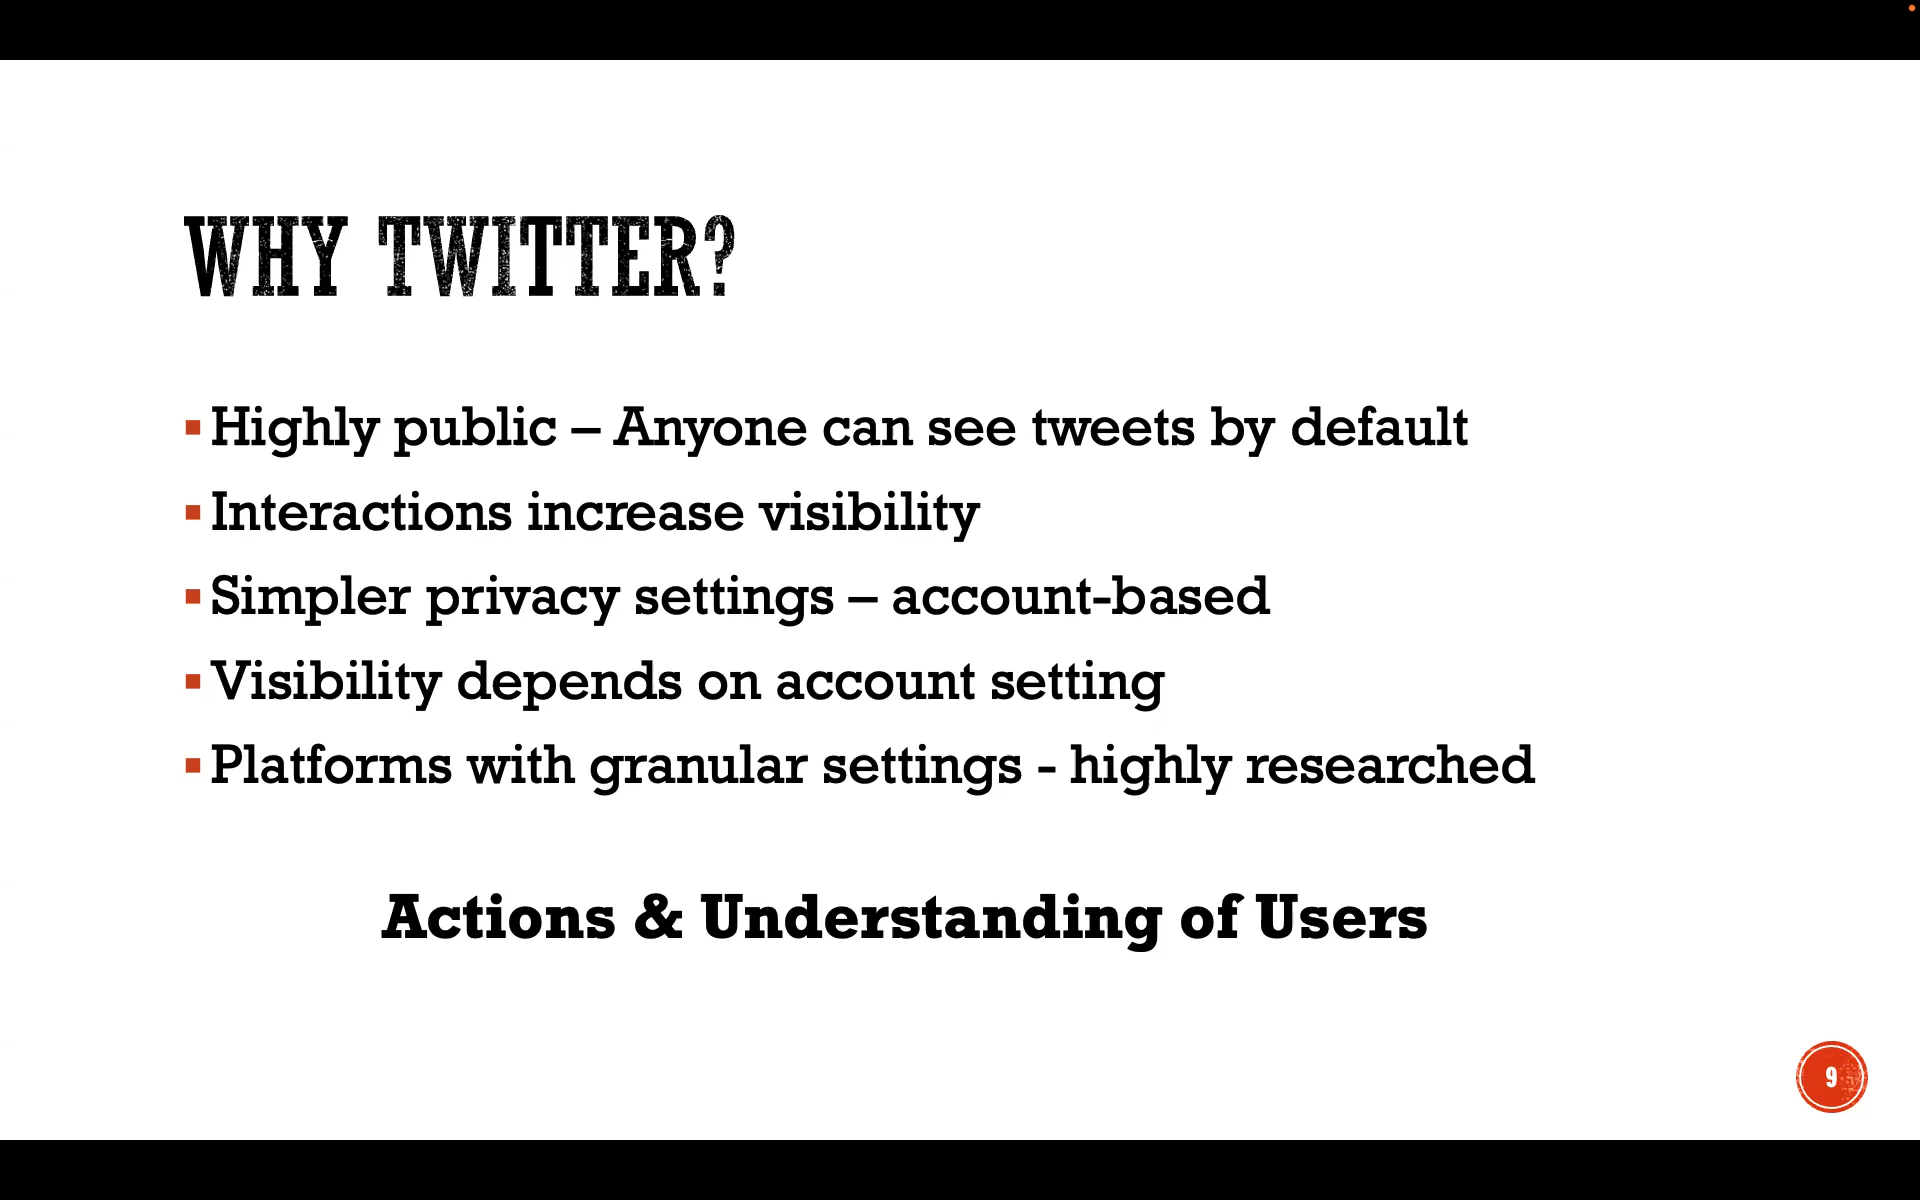 WHY TWITTER?
▪Highly public – Anyone can see tweets by default
▪Interactions increase visibility
▪Simpler privacy settings – account-based
▪Visibility depends on account setting
▪Platforms with granular settings - highly researched
Actions & Understanding of Users
9